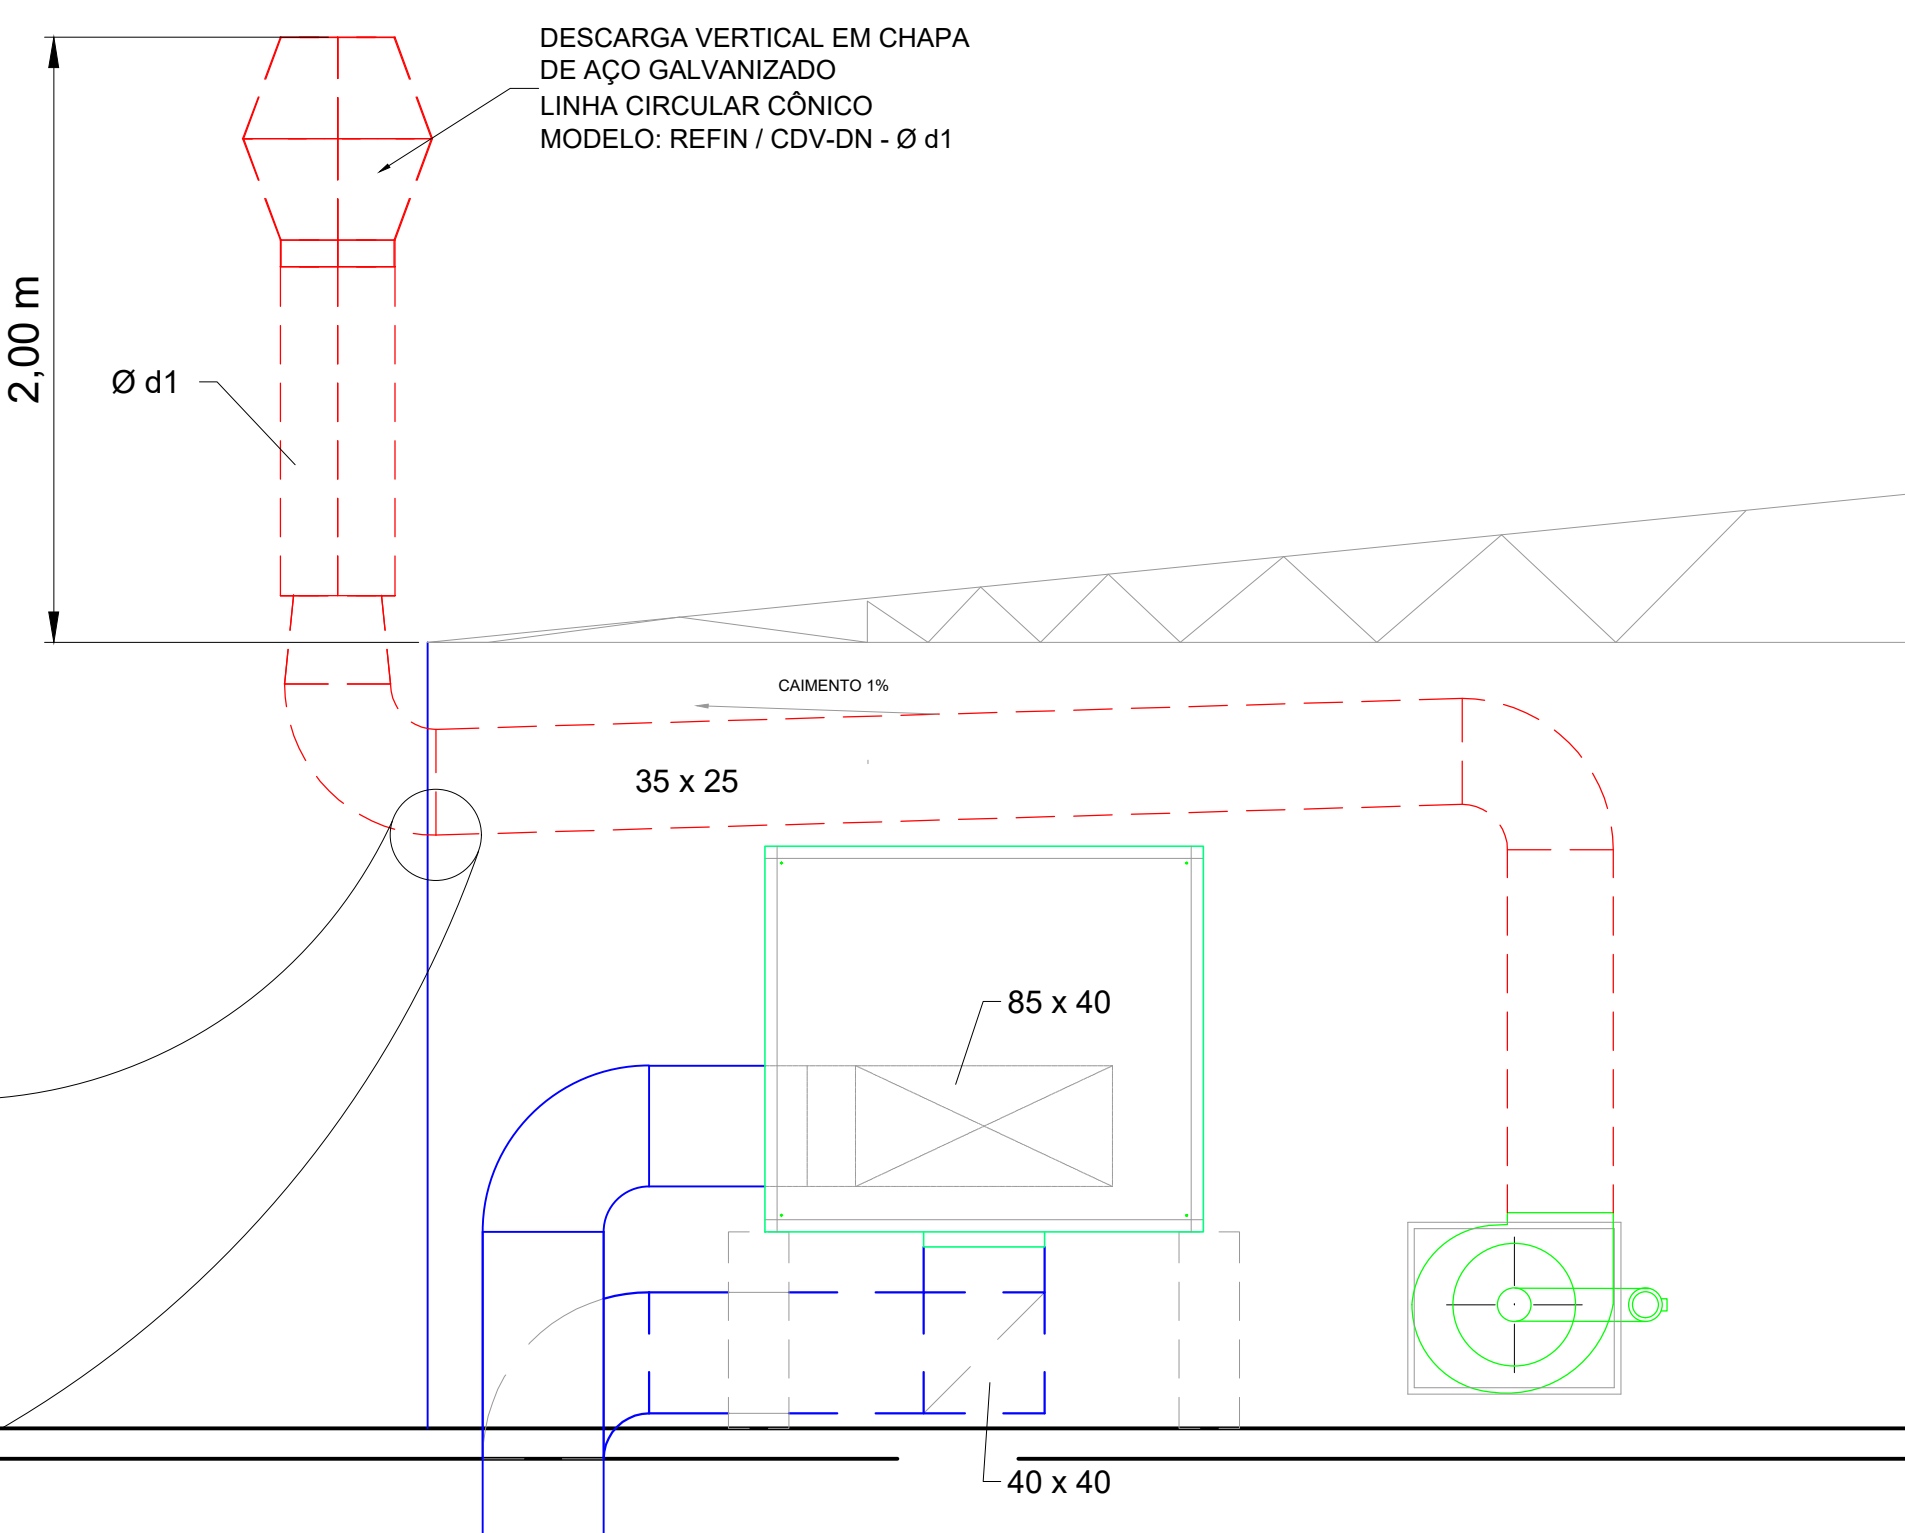 DESCARGA VERTICAL EM CHAPA
DE AÇO GALVANIZADO
LINHA CIRCULAR CÔNICO
MODELO: REFIN / CDV-DN - Ø d1
2,00 m
Ø d1
CAIMENTO 1%
35 x 25
85 x 40
40 x 40